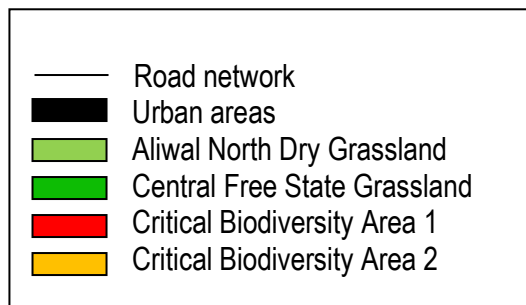 Road network
Urban areas
Aliwal North Dry Grassland
Central Free State Grassland
Critical Biodiversity Area 1
Critical Biodiversity Area 2